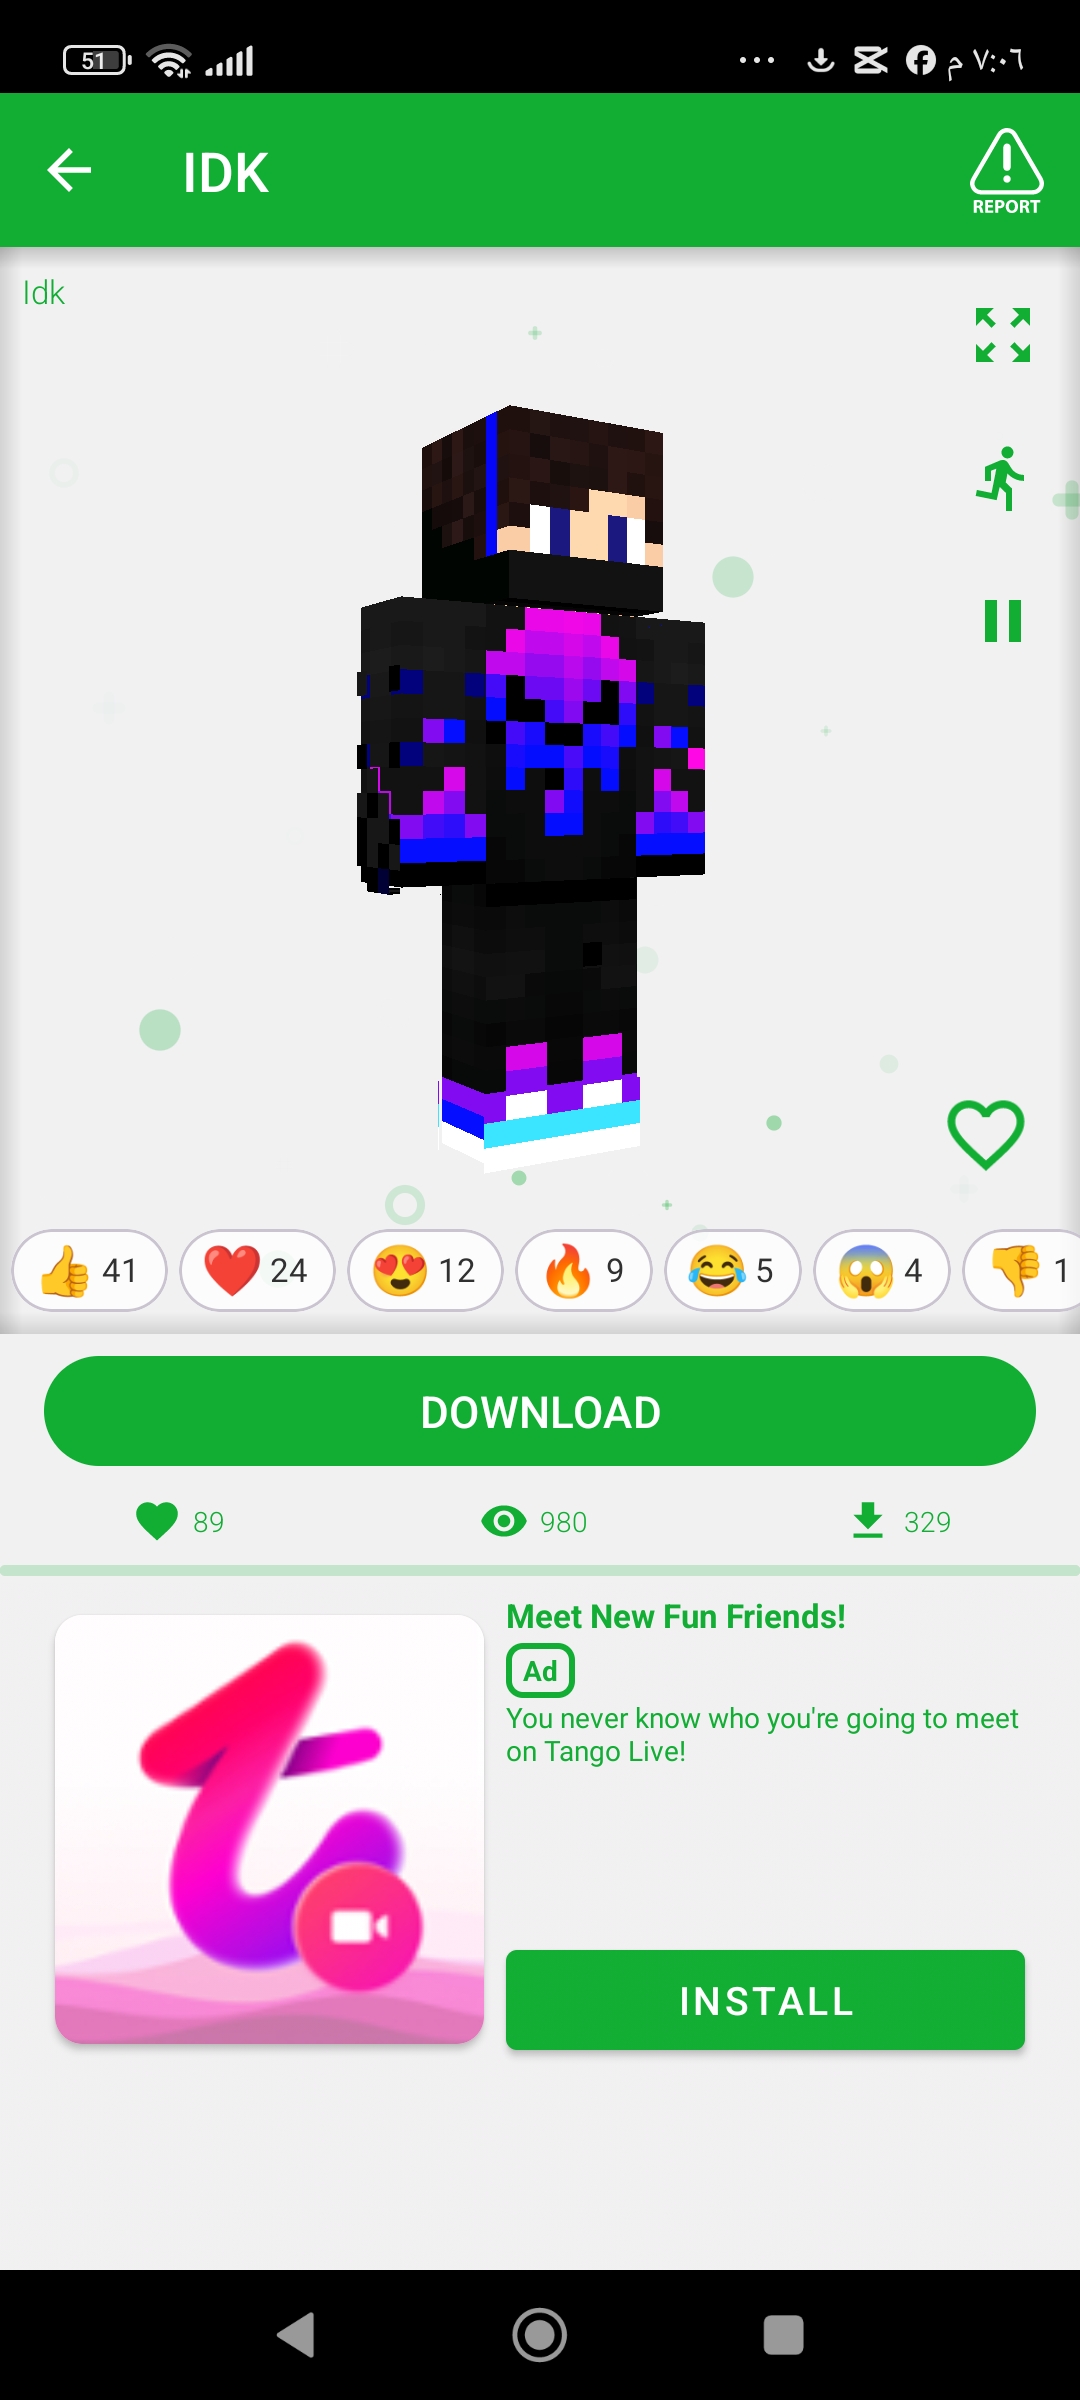 51
٧:٠٦ م
IDK
REPORT
Idk
41
24
12
9
5
4
1
DOWNLOAD
89
980
329
Meet New Fun Friends!
Ad
You never know who you're going to meet
on Tango Live!
INSTALL